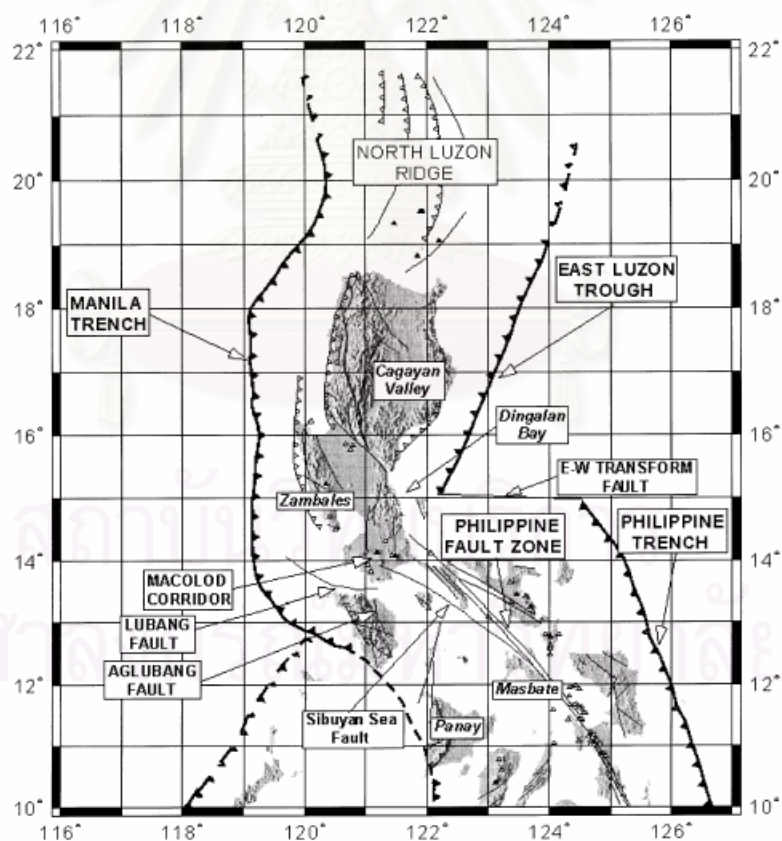 116° 118° 120° 122° 124° 126°
22° 22°
NORTH LUZON
RIDGE
20° 20°
EAST LUZON
TROUGH
MANILA
TRENCH
18° 18°
Cagayan
Valley
Dingalan
Bay
16° 16°
E-W TRANSFORM
FAULT
Zambales
PHILIPPINE
FAULT ZONE
PHILIPPINE
TRENCH
14° 14°
MACOLOD
CORRIDOR
LUBANG
FAULT
AGLUBANG
FAULT
12° 12°
Masbate
Sibuyan Sea
Fault
Panay
10° 10°
116° 118° 120° 122° 124° 126°